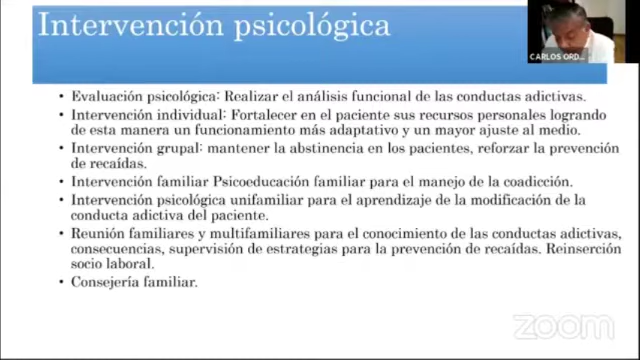 Intervención psicológica
CARLOS ORD...
• Evaluación psicológica: Realizar el análisis funcional de las conductas adictivas.
• Intervención individual: Fortalecer en el paciente sus recursos personales logrando
de esta manera un funcionamiento más adaptativo y un mayor ajuste al medio.
• Intervención grupal: mantener la abstinencia en los pacientes, reforzar la prevención
de recaídas.
• Intervención familiar Psicoeducación familiar para el manejo de la coadicción.
• Intervención psicológica unifamiliar para el aprendizaje de la modificación de la
conducta adictiva del paciente.
• Reunión familiares y multifamiliares para el conocimiento de las conductas adictivas,
consecuencias, supervisión de estrategias para la prevención de recaídas. Reinserción
socio laboral.
• Consejería familiar.
zoom